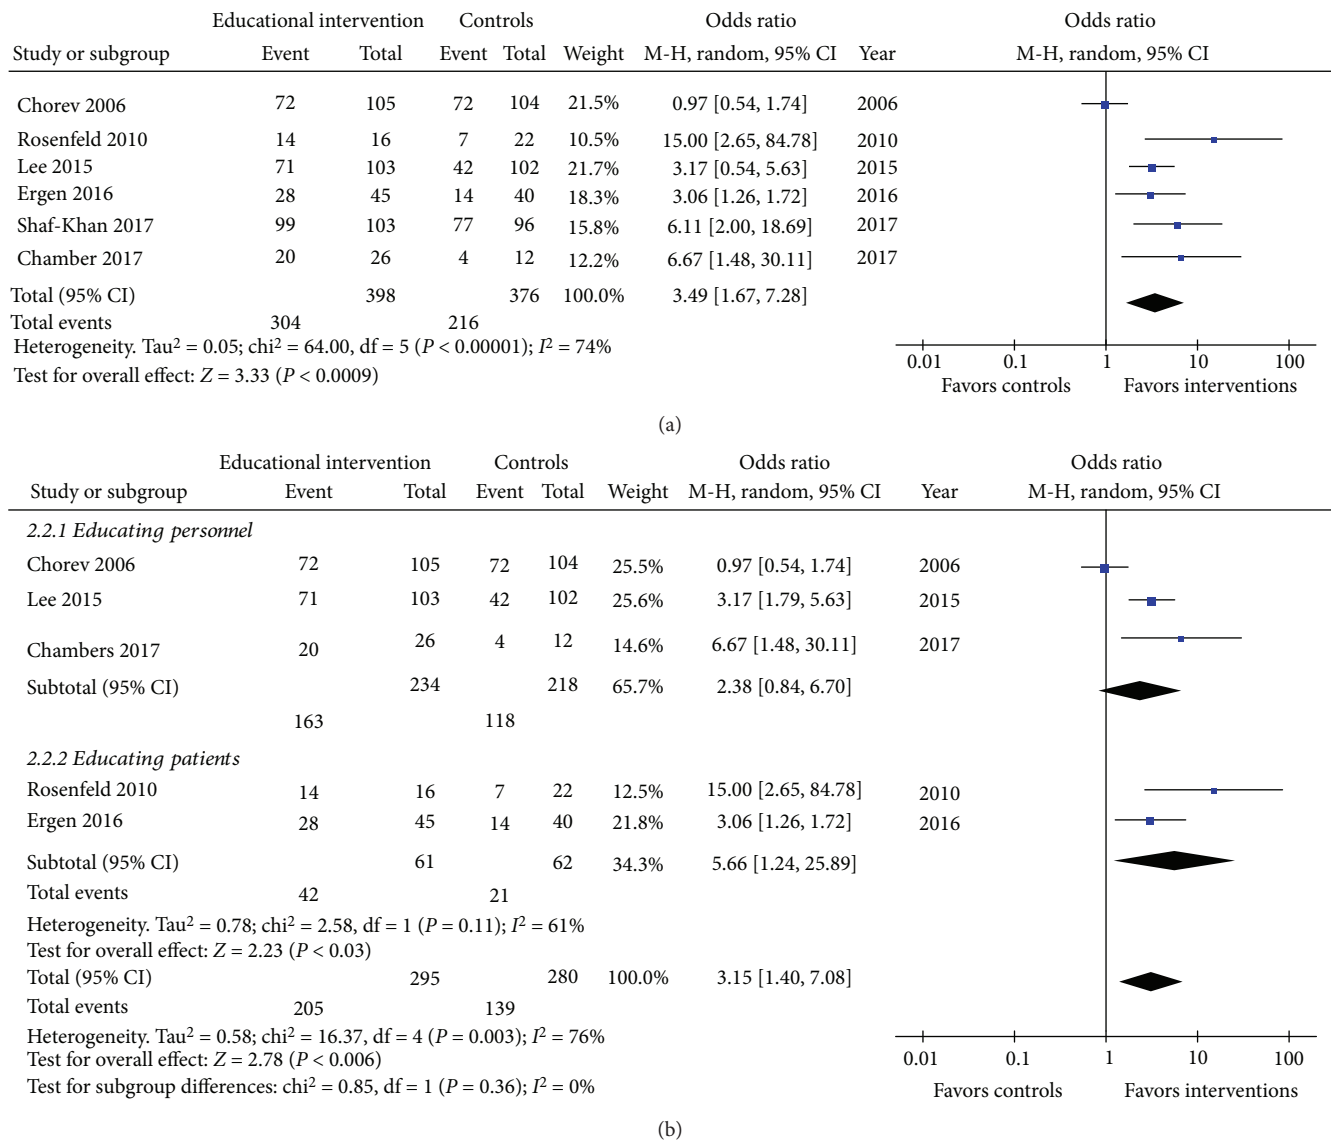 Educational intervention Controls Odds ratio Odds ratio
Study or subgroup Event Total Event Total Weight M-H, random, 95% CI Year M-H, random, 95% CI
Chorev 2006 72 105 72 104 21.5% 0.97 [0.54, 1.74] 2006
Rosenfeld 2010 14 16 7 22 10.5% 15.00 [2.65, 84.78] 2010
Lee 2015 71 103 42 102 21.7% 3.17 [0.54, 5.63] 2015
Ergen 2016 28 45 14 40 18.3% 3.06 [1.26, 1.72] 2016
Shaf-Khan 2017 99 103 77 96 15.8% 6.11 [2.00, 18.69] 2017
Chamber 2017 20 26 4 12 12.2% 6.67 [1.48, 30.11] 2017
Total (95% CI) 398 376 100.0% 3.49 [1.67, 7.28]
Total events 304 216
Heterogeneity. Tau² = 0.05; chi² = 64.00, df = 5 (P < 0.00001); I² = 74%
Test for overall effect: Z = 3.33 (P < 0.0009)
0.01 0.1 1 10 100
Favors controls Favors interventions
(a)
Educational intervention Controls Odds ratio Odds ratio
Study or subgroup Event Total Event Total Weight M-H, random, 95% CI Year M-H, random, 95% CI
2.2.1 Educating personnel
Chorev 2006 72 105 72 104 25.5% 0.97 [0.54, 1.74] 2006
Lee 2015 71 103 42 102 25.6% 3.17 [1.79, 5.63] 2015
Chambers 2017 20 26 4 12 14.6% 6.67 [1.48, 30.11] 2017
Subtotal (95% CI) 234 218 65.7% 2.38 [0.84, 6.70]
163 118
2.2.2 Educating patients
Rosenfeld 2010 14 16 7 22 12.5% 15.00 [2.65, 84.78] 2010
Ergen 2016 28 45 14 40 21.8% 3.06 [1.26, 1.72] 2016
Subtotal (95% CI) 61 62 34.3% 5.66 [1.24, 25.89]
Total events 42 21
Heterogeneity. Tau² = 0.78; chi² = 2.58, df = 1 (P = 0.11); I² = 61%
Test for overall effect: Z = 2.23 (P < 0.03)
Total (95% CI) 295 280 100.0% 3.15 [1.40, 7.08]
Total events 205 139
Heterogeneity. Tau² = 0.58; chi² = 16.37, df = 4 (P = 0.003); I² = 76%
Test for overall effect: Z = 2.78 (P < 0.006)
Test for subgroup differences: chi² = 0.85, df = 1 (P = 0.36); I² = 0%
0.01 0.1 1 10 100
Favors controls Favors interventions
(b)